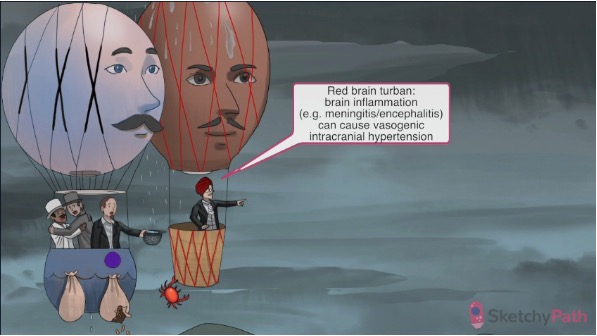 Red brain turban:
brain inflammation
(e.g. meningitis/encephalitis)
can cause vasogenic
intracranial hypertension
SketchyPath